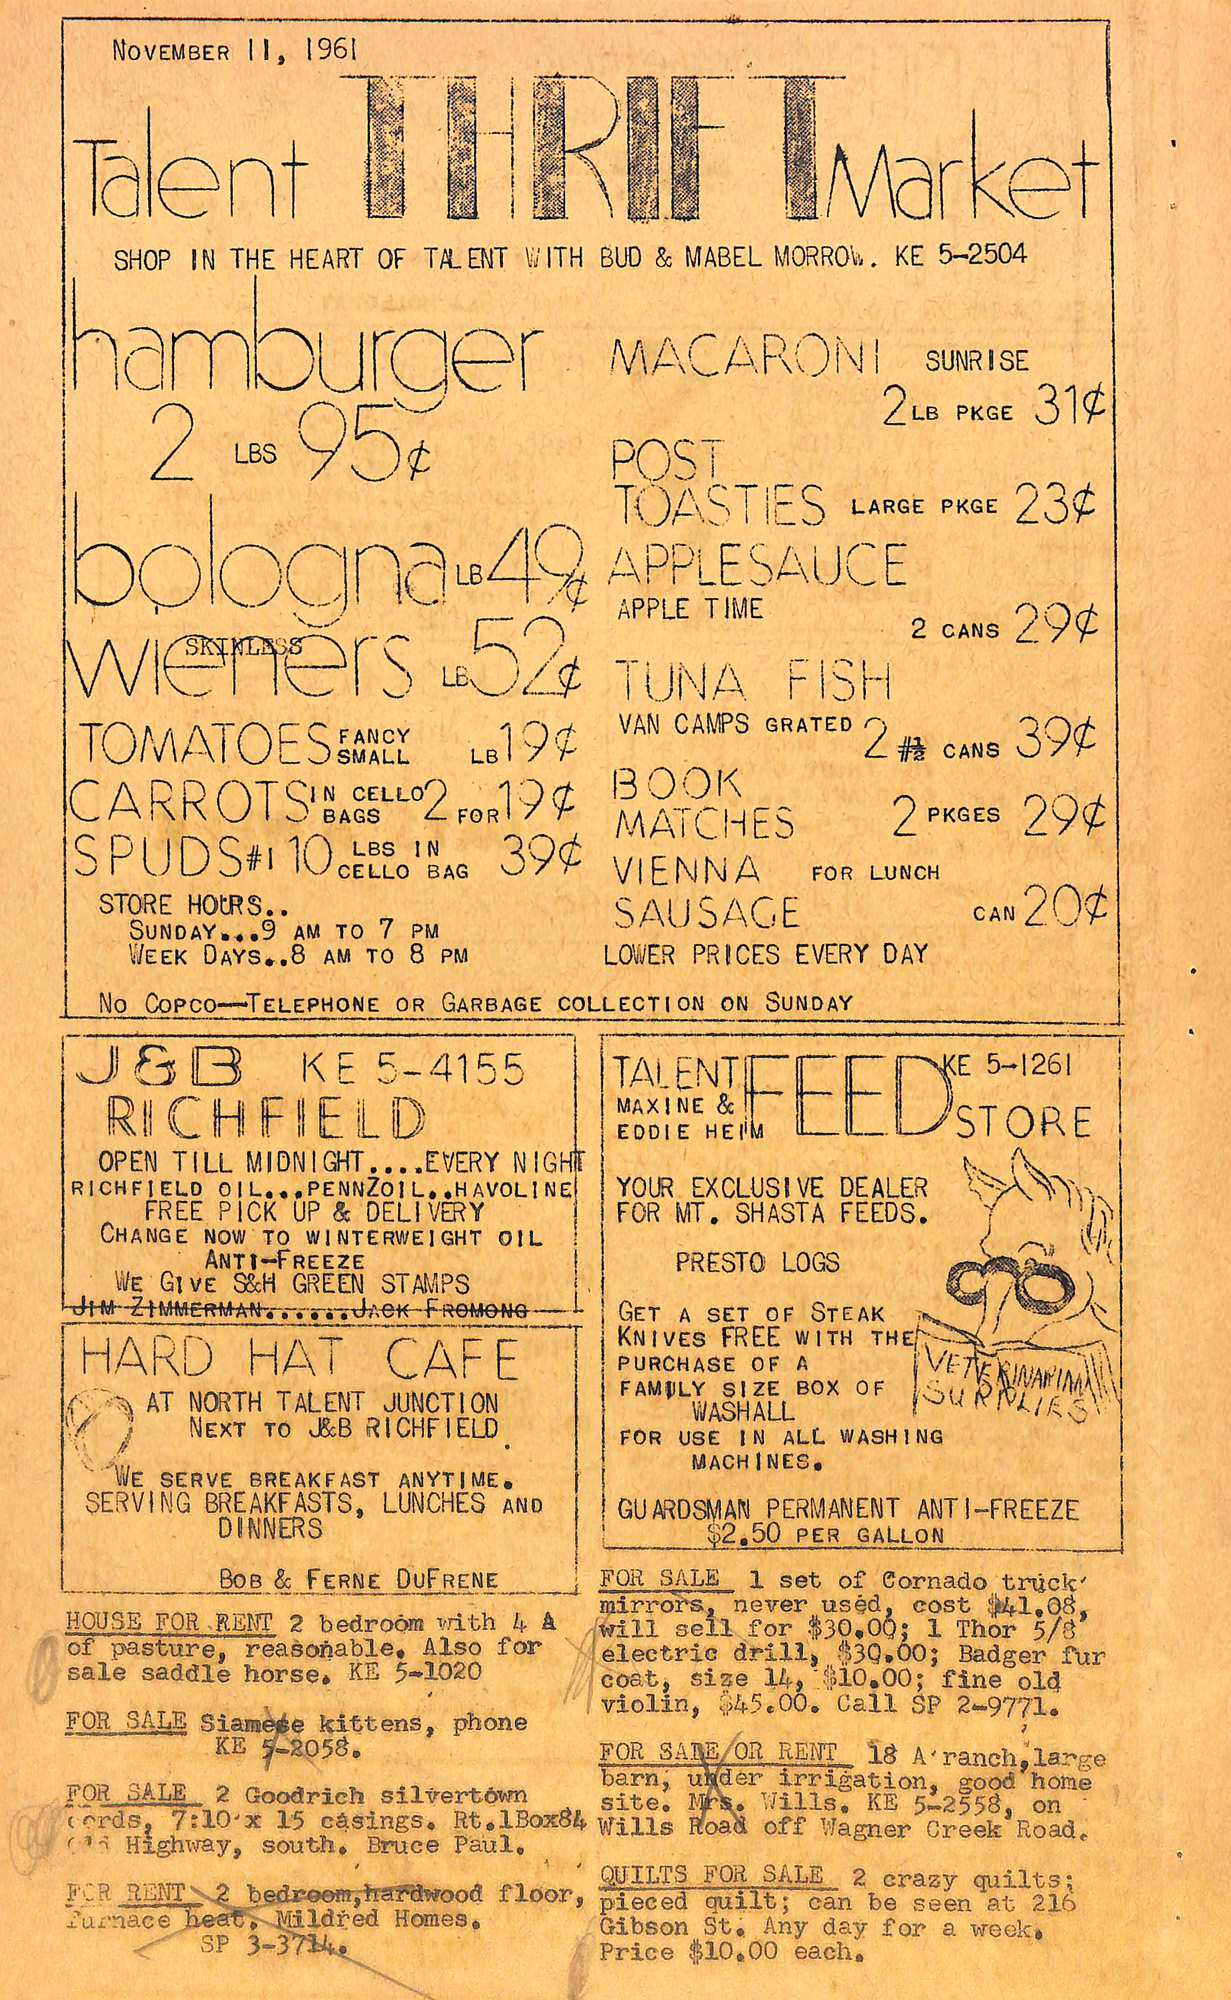 NOVEMBER 11, 1961
Talent THRIFT Market
SHOP IN THE HEART OF TALENT WITH BUD & MABEL MORROW. KE 5-2504
hamburger
2 LBS 95¢
bologna LB 49¢
SKINLESS
wieners LB 52¢
TOMATOES FANCY SMALL LB 19¢
CARROTS IN CELLO BAGS 2 FOR 19¢
SPUDS #1 10 LBS IN CELLO BAG 39¢
STORE HOURS..
SUNDAY...9 AM TO 7 PM
WEEK DAYS..8 AM TO 8 PM
MACARONI SUNRISE
2 LB PKGE 31¢
POST
TOASTIES LARGE PKGE 23¢
APPLESAUCE
APPLE TIME
2 CANS 29¢
TUNA FISH
VAN CAMPS GRATED 2 #½ CANS 39¢
BOOK
MATCHES 2 PKGES 29¢
VIENNA FOR LUNCH
SAUSAGE CAN 20¢
LOWER PRICES EVERY DAY
NO COPCO—TELEPHONE OR GARBAGE COLLECTION ON SUNDAY
J&B KE 5-4155
RICHFIELD
OPEN TILL MIDNIGHT....EVERY NIGHT
RICHFIELD OIL...PENNZOIL..HAVOLINE
FREE PICK UP & DELIVERY
CHANGE NOW TO WINTERWEIGHT OIL
ANTI-FREEZE
WE GIVE S&H GREEN STAMPS
JIM ZIMMERMAN......JACK FROMONG
HARD HAT CAFE
AT NORTH TALENT JUNCTION
NEXT TO J&B RICHFIELD
WE SERVE BREAKFAST ANYTIME.
SERVING BREAKFASTS, LUNCHES AND
DINNERS
BOB & FERNE DUFRENE
HOUSE FOR RENT 2 bedroom with 4 A
of pasture, reasonable. Also for
sale saddle horse. KE 5-1020
FOR SALE Siamese kittens, phone
KE 5-2058.
FOR SALE 2 Goodrich silvertown
cords, 7:10 x 15 casings. Rt.1Box84
Old Highway, south. Bruce Paul.
FOR RENT 2 bedroom,hardwood floor,
furnace heat. Mildred Homes.
SP 3-3714.
TALENT FEED KE 5-1261
MAXINE &
EDDIE HEIM STORE
YOUR EXCLUSIVE DEALER
FOR MT. SHASTA FEEDS.
PRESTO LOGS
GET A SET OF STEAK
KNIVES FREE WITH THE
PURCHASE OF A
FAMILY SIZE BOX OF
WASHALL
FOR USE IN ALL WASHING
MACHINES.
VETERINARIAN
SUPPLIES
GUARDSMAN PERMANENT ANTI-FREEZE
$2.50 PER GALLON
FOR SALE 1 set of Cornado truck
mirrors, never used, cost $41.08,
will sell for $30.00; 1 Thor 5/8
electric drill, $30.00; Badger fur
coat, size 14, $10.00; fine old
violin, $45.00. Call SP 2-9771.
FOR SALE OR RENT 18 A ranch,large
barn, under irrigation, good home
site. Mrs. Wills. KE 5-2558, on
Wills Road off Wagner Creek Road.
QUILTS FOR SALE 2 crazy quilts;
pieced quilt; can be seen at 216
Gibson St. Any day for a week.
Price $10.00 each.